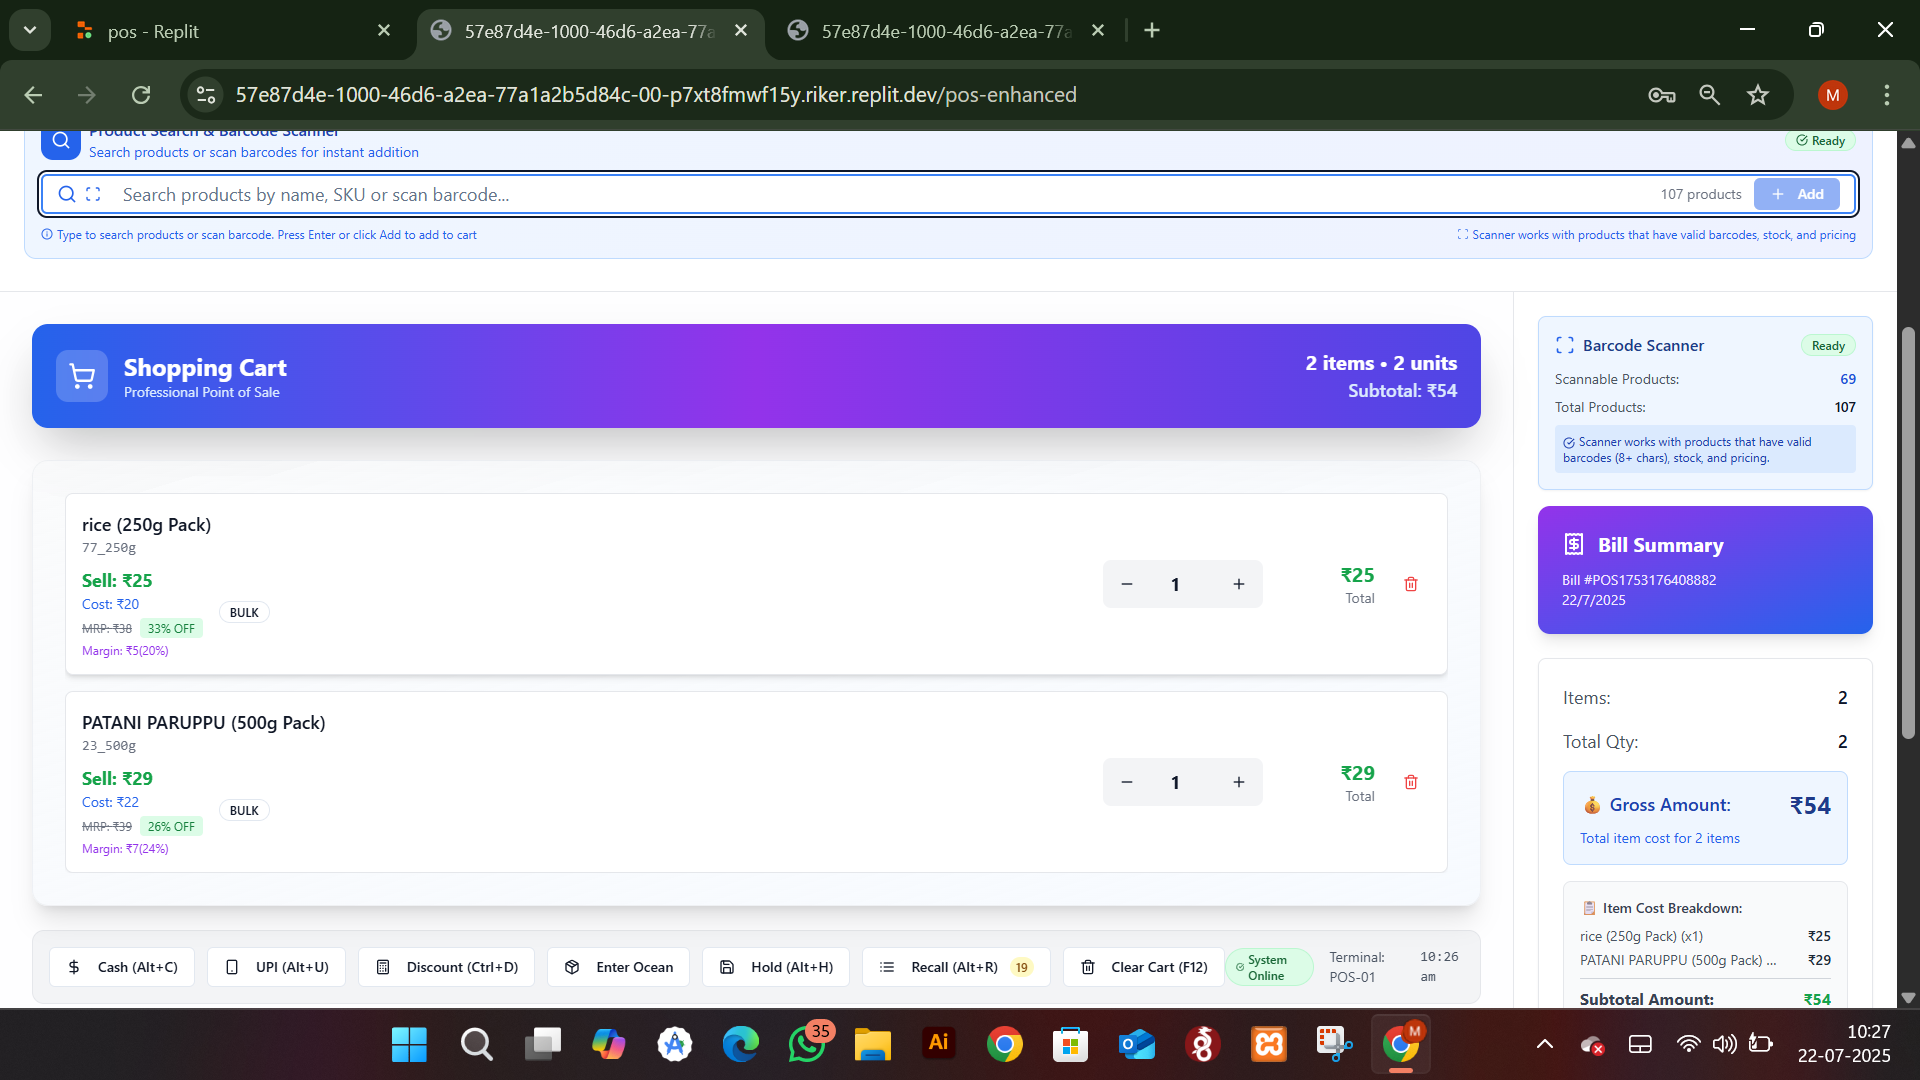 pos - Replit
57e87d4e-1000-46d6-a2ea-77a
57e87d4e-1000-46d6-a2ea-77a
57e87d4e-1000-46d6-a2ea-77a1a2b5d84c-00-p7xt8fmwf15y.riker.replit.dev/pos-enhanced
M
Product Search & Barcode Scanner
Search products or scan barcodes for instant addition
Ready
Search products by name, SKU or scan barcode...
107 products
+ Add
Type to search products or scan barcode. Press Enter or click Add to add to cart
Scanner works with products that have valid barcodes, stock, and pricing
Shopping Cart
Professional Point of Sale
2 items • 2 units
Subtotal: ₹54
rice (250g Pack)
77_250g
Sell: ₹25
Cost: ₹20
MRP: ₹38 33% OFF
Margin: ₹5(20%)
BULK
− 1 +
₹25
Total
PATANI PARUPPU (500g Pack)
23_500g
Sell: ₹29
Cost: ₹22
MRP: ₹39 26% OFF
Margin: ₹7(24%)
BULK
− 1 +
₹29
Total
Cash (Alt+C)
UPI (Alt+U)
Discount (Ctrl+D)
Enter Ocean
Hold (Alt+H)
Recall (Alt+R) 19
Clear Cart (F12)
System Online
Terminal: POS-01
10:26 am
Barcode Scanner
Ready
Scannable Products: 69
Total Products: 107
Scanner works with products that have valid
barcodes (8+ chars), stock, and pricing.
Bill Summary
Bill #POS1753176408882
22/7/2025
Items: 2
Total Qty: 2
Gross Amount: ₹54
Total item cost for 2 items
Item Cost Breakdown:
rice (250g Pack) (x1) ₹25
PATANI PARUPPU (500g Pack) ... ₹29
Subtotal Amount: ₹54
35
Ai
M
10:27
22-07-2025